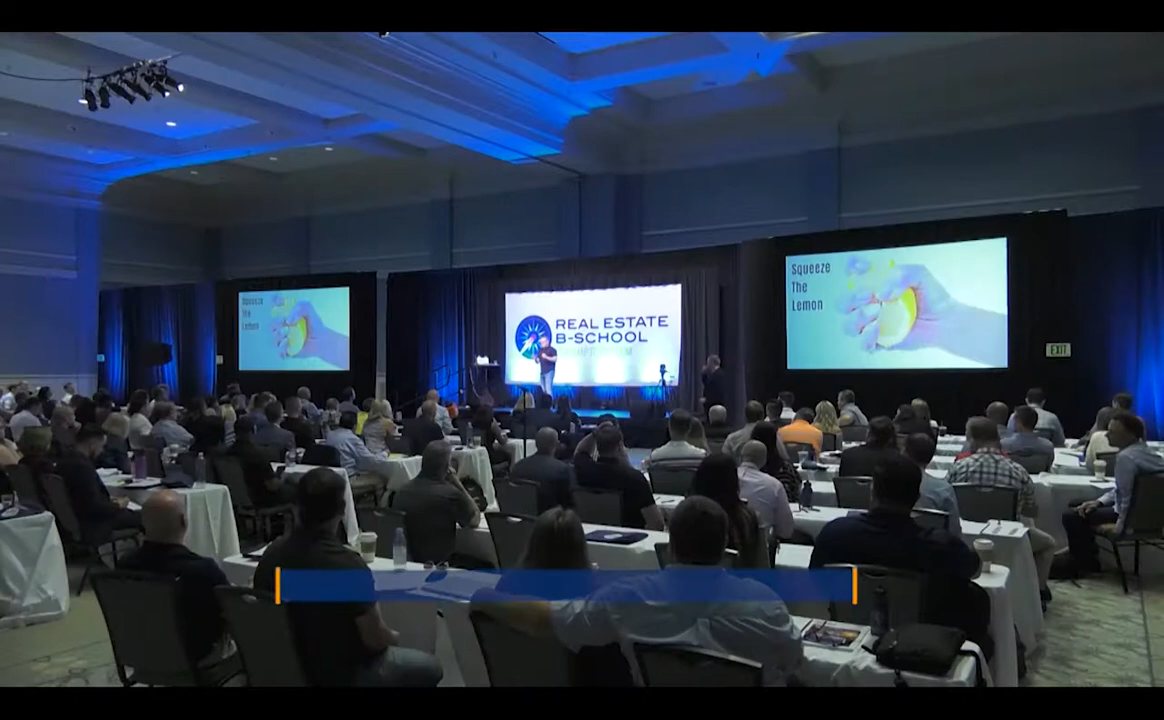 Squeeze
The
Lemon
REAL ESTATE
B-SCHOOL
Squeeze
The
Lemon
EXIT